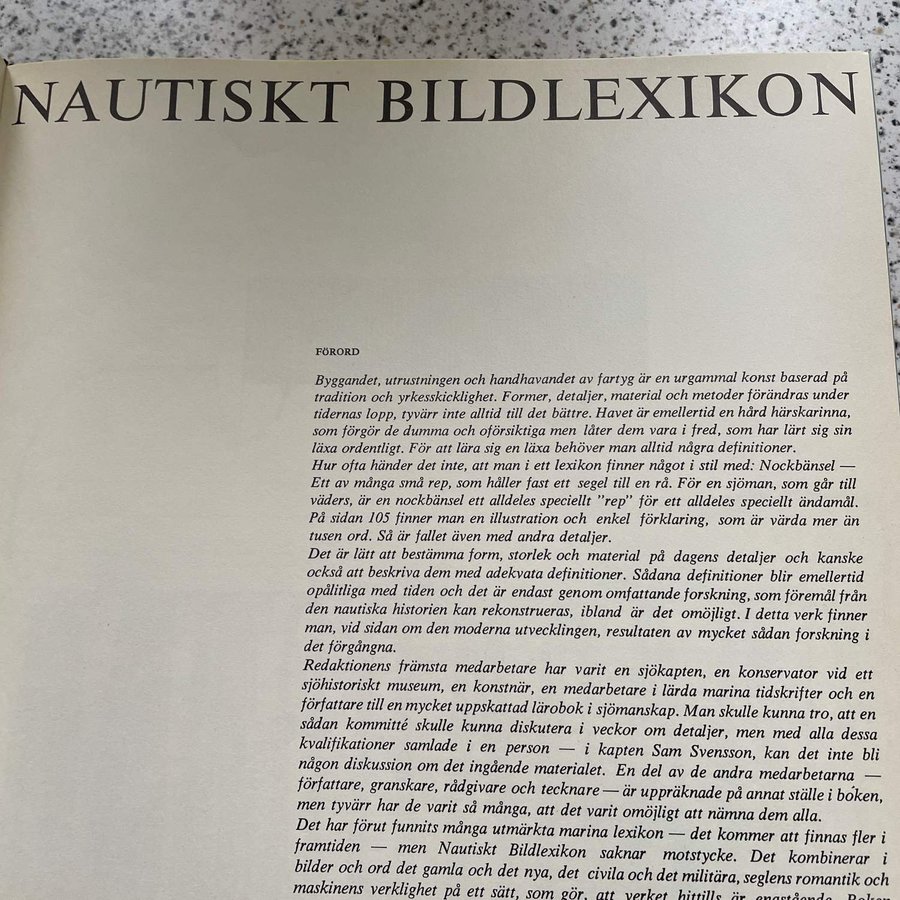 NAUTISKT BILDLEXIKON
FÖRORD
Byggandet, utrustningen och handhavandet av fartyg är en urgammal konst baserad på
tradition och yrkesskicklighet. Former, detaljer, material och metoder förändras under
tidernas lopp, tyvärr inte alltid till det bättre. Havet är emellertid en hård härskarinna,
som förgör de dumma och oförsiktiga men låter dem vara i fred, som har lärt sig sin
läxa ordentligt. För att lära sig en läxa behöver man alltid några definitioner.
Hur ofta händer det inte, att man i ett lexikon finner något i stil med: Nockbänsel —
Ett av många små rep, som håller fast ett segel till en rå. För en sjöman, som går till
väders, är en nockbänsel ett alldeles speciellt ”rep” för ett alldeles speciellt ändamål.
På sidan 105 finner man en illustration och enkel förklaring, som är värda mer än
tusen ord. Så är fallet även med andra detaljer.
Det är lätt att bestämma form, storlek och material på dagens detaljer och kanske
också att beskriva dem med adekvata definitioner. Sådana definitioner blir emellertid
opålitliga med tiden och det är endast genom omfattande forskning, som föremål från
den nautiska historien kan rekonstrueras, ibland är det omöjligt. I detta verk finner
man, vid sidan om den moderna utvecklingen, resultaten av mycket sådan forskning i
det förgångna.
Redaktionens främsta medarbetare har varit en sjökapten, en konservator vid ett
sjöhistoriskt museum, en konstnär, en medarbetare i lärda marina tidskrifter och en
författare till en mycket uppskattad lärobok i sjömanskap. Man skulle kunna tro, att en
sådan kommitté skulle kunna diskutera i veckor om detaljer, men med alla dessa
kvalifikationer samlade i en person — i kapten Sam Svensson, kan det inte bli
någon diskussion om det ingående materialet. En del av de andra medarbetarna —
författare, granskare, rådgivare och tecknare — är uppräknade på annat ställe i boken,
men tyvärr har de varit så många, att det varit omöjligt att nämna dem alla.
Det har förut funnits många utmärkta marina lexikon — det kommer att finnas fler i
framtiden — men Nautiskt Bildlexikon saknar motstycke. Det kombinerar i
bilder och ord det gamla och det nya, det civila och det militära, seglens romantik och
maskinens verklighet på ett sätt, som gör, att verket hittills är enastående. Boken